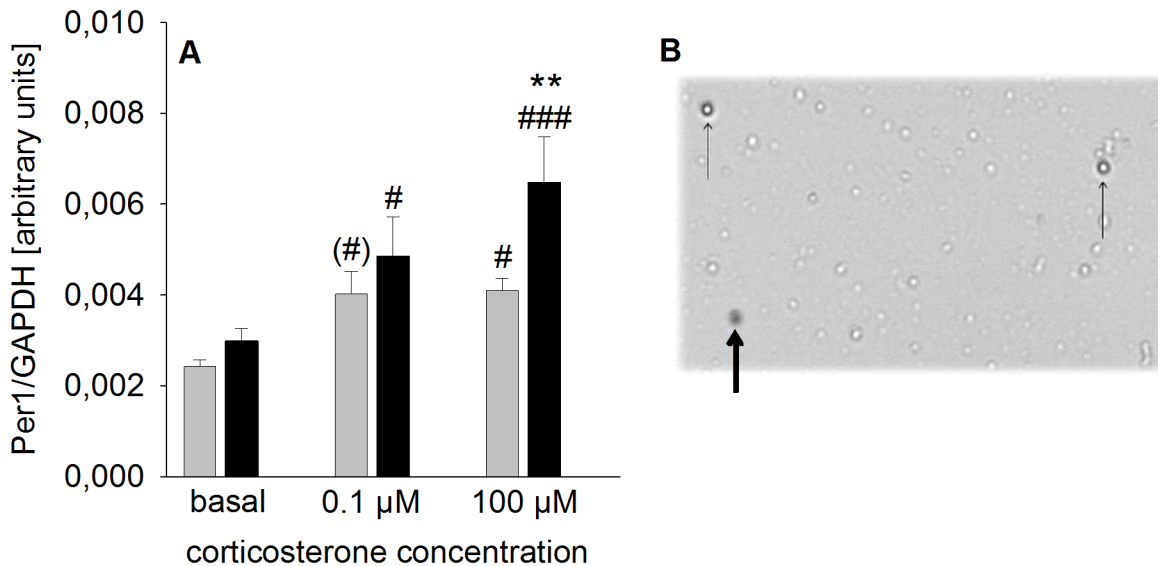 A
Per1/GAPDH [arbitrary units]
0,010
0,008
0,006
0,004
0,002
0,000
(#)
#
#
**
###
basal 0.1 µM 100 µM
corticosterone concentration
B